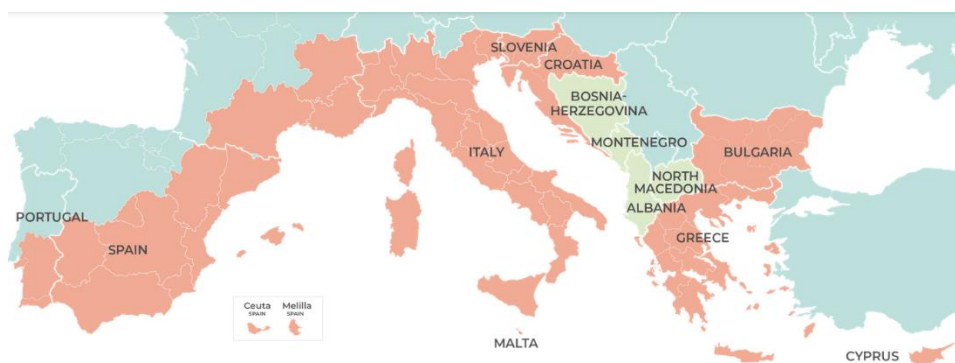 SLOVENIA
CROATIA
BOSNIA-
HERZEGOVINA
MONTENEGRO
ITALY
BULGARIA
NORTH
MACEDONIA
ALBANIA
PORTUGAL
SPAIN
GREECE
Ceuta
SPAIN
Melilla
SPAIN
MALTA
CYPRUS